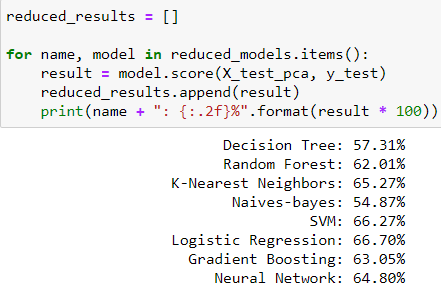 reduced_results = []
for name, model in reduced_models.items():
    result = model.score(X_test_pca, y_test)
    reduced_results.append(result)
    print(name + ": {:.2f}%".format(result * 100))
Decision Tree: 57.31%
Random Forest: 62.01%
K-Nearest Neighbors: 65.27%
Naives-bayes: 54.87%
SVM: 66.27%
Logistic Regression: 66.70%
Gradient Boosting: 63.05%
Neural Network: 64.80%